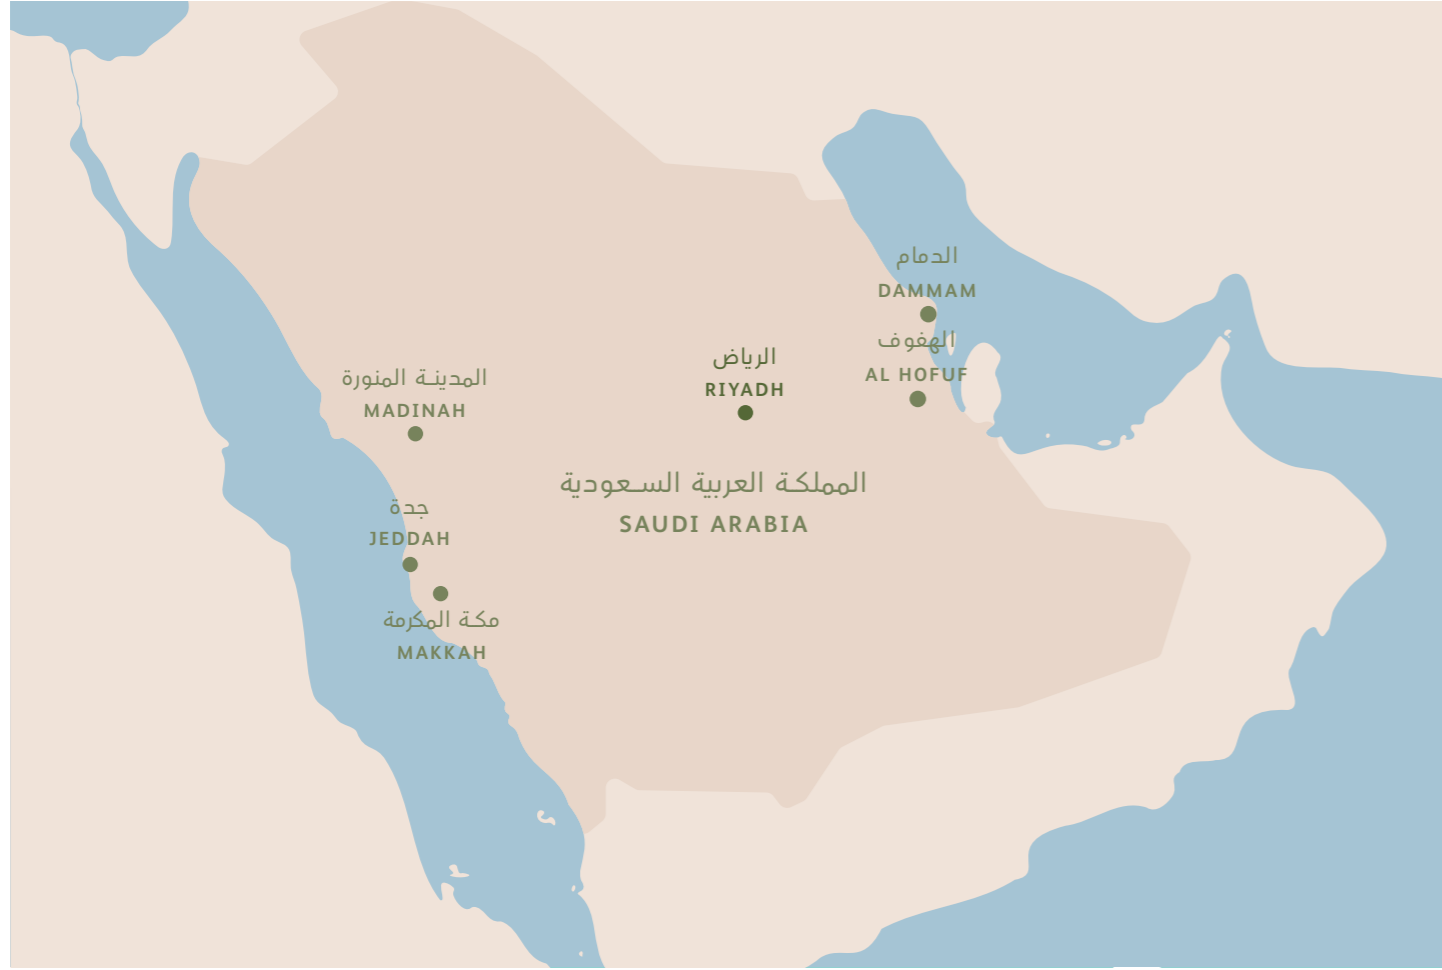 الدمام
DAMMAM
الهفوف
AL HOFUF
الرياض
RIYADH
المدينة المنورة
MADINAH
المملكة العربية السعودية
SAUDI ARABIA
جدة
JEDDAH
مكة المكرمة
MAKKAH